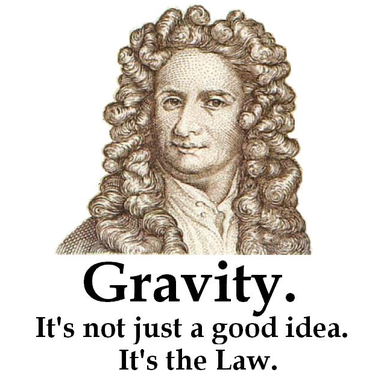 Gravity.
It's not just a good idea.
It's the Law.